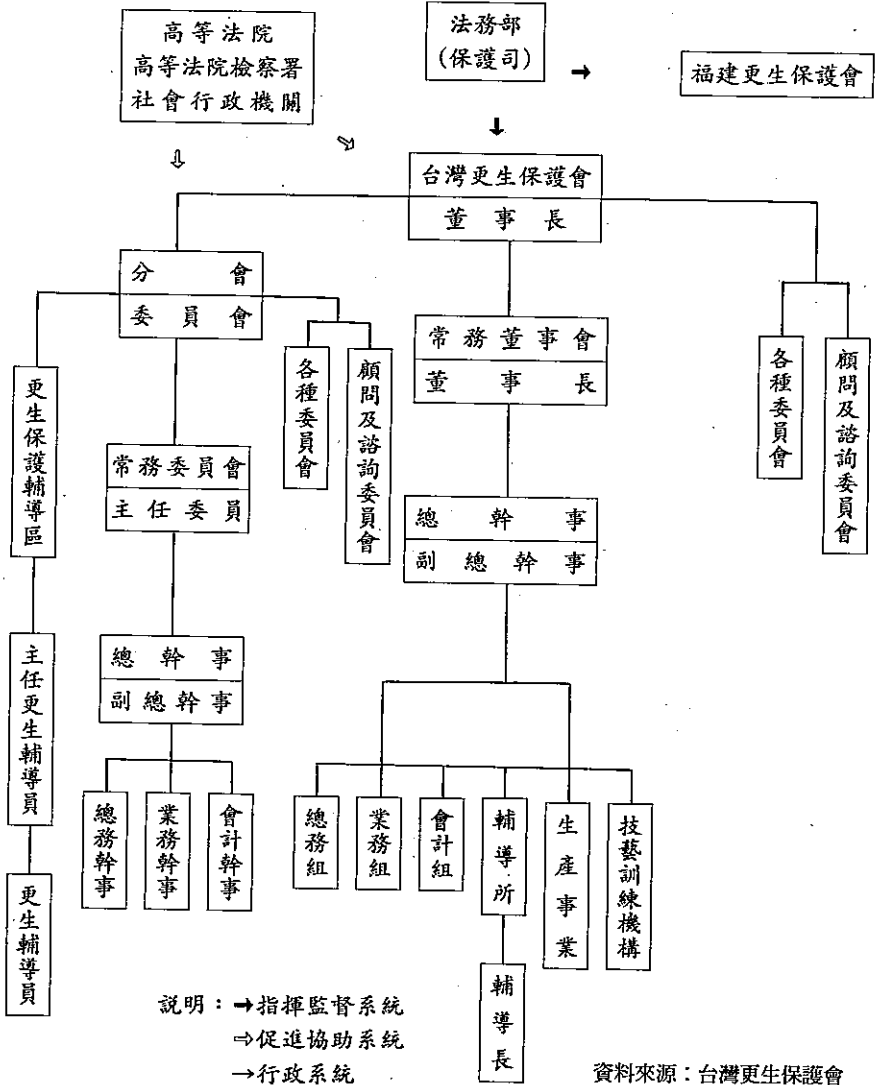 高等法院
高等法院檢察署
社會行政機關
法務部
(保護司)
➡
福建更生保護會
台灣更生保護會
董事長
分會
委員會
常務董事會
董事長
各種委員會
顧問及諮詢委員會
各種委員會
顧問及諮詢委員會
更生保護輔導區
常務委員會
主任委員
總幹事
副總幹事
主任更生輔導員
總幹事
副總幹事
總務幹事
業務幹事
會計幹事
總務組
業務組
會計組
輔導所
生產事業
技藝訓練機構
更生輔導員
輔導長
說明：➡指揮監督系統
⇨促進協助系統
→行政系統
資料來源：台灣更生保護會